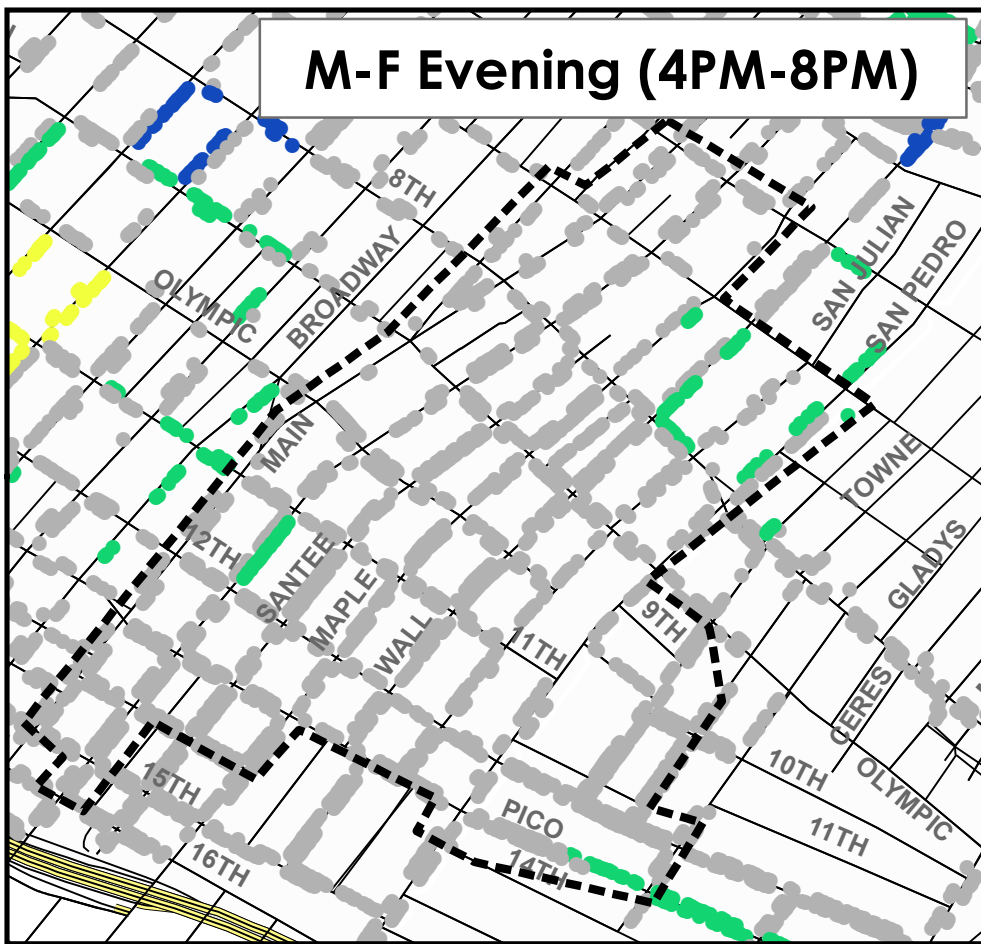 M-F Evening (4PM-8PM)
8TH
SAN JULIAN
SAN PEDRO
OLYMPIC
BROADWAY
MAIN
TOWNE
12TH
SANTEE
MAPLE
WALL
11TH
9TH
GLADYS
CERES
15TH
16TH
PICO
14TH
10TH
11TH
OLYMPIC